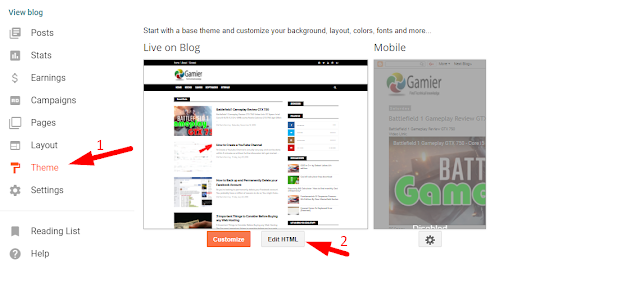 View blog
Posts
Stats
Earnings
Campaigns
Pages
Layout
Theme
Settings
Reading List
Help
1
Start with a base theme and customize your background, layout, colors, fonts and more...
Live on Blog
Mobile
Gamier
Battlefield 1 Gameplay Review GTX 750
How to Create a YouTube Channel
How to Backup and Permanently Delete your Facebook Account
5 Important Things to Consider Before Buying any Web Hosting
Gamier
Battlefield 1 Gameplay Review GTX 750
Disabled
Customize
Edit HTML
2